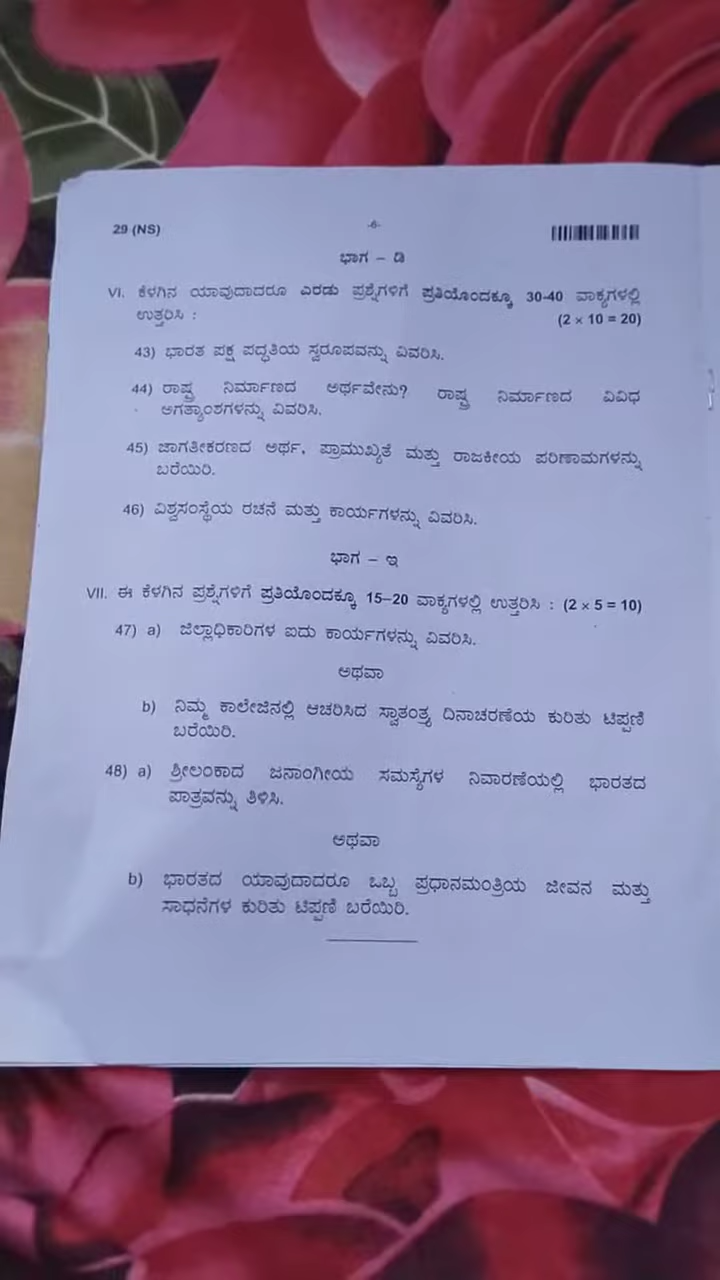 29 (NS)
-6-
ಭಾಗ – ಡಿ
VI. ಕೆಳಗಿನ ಯಾವುದಾದರೂ ಎರಡು ಪ್ರಶ್ನೆಗಳಿಗೆ ಪ್ರತಿಯೊಂದಕ್ಕೂ 30-40 ವಾಕ್ಯಗಳಲ್ಲಿ
ಉತ್ತರಿಸಿ : (2 × 10 = 20)
43) ಭಾರತ ಪಕ್ಷ ಪದ್ಧತಿಯ ಸ್ವರೂಪವನ್ನು ವಿವರಿಸಿ.
44) ರಾಷ್ಟ್ರ ನಿರ್ಮಾಣದ ಅರ್ಥವೇನು? ರಾಷ್ಟ್ರ ನಿರ್ಮಾಣದ ವಿವಿಧ
ಅಗತ್ಯಾಂಶಗಳನ್ನು ವಿವರಿಸಿ.
45) ಜಾಗತೀಕರಣದ ಅರ್ಥ, ಪ್ರಾಮುಖ್ಯತೆ ಮತ್ತು ರಾಜಕೀಯ ಪರಿಣಾಮಗಳನ್ನು
ಬರೆಯಿರಿ.
46) ವಿಶ್ವಸಂಸ್ಥೆಯ ರಚನೆ ಮತ್ತು ಕಾರ್ಯಗಳನ್ನು ವಿವರಿಸಿ.
ಭಾಗ – ಇ
VII. ಈ ಕೆಳಗಿನ ಪ್ರಶ್ನೆಗಳಿಗೆ ಪ್ರತಿಯೊಂದಕ್ಕೂ 15–20 ವಾಕ್ಯಗಳಲ್ಲಿ ಉತ್ತರಿಸಿ : (2 × 5 = 10)
47) a) ಜಿಲ್ಲಾಧಿಕಾರಿಗಳ ಐದು ಕಾರ್ಯಗಳನ್ನು ವಿವರಿಸಿ.
ಅಥವಾ
b) ನಿಮ್ಮ ಕಾಲೇಜಿನಲ್ಲಿ ಆಚರಿಸಿದ ಸ್ವಾತಂತ್ರ್ಯ ದಿನಾಚರಣೆಯ ಕುರಿತು ಟಿಪ್ಪಣಿ
ಬರೆಯಿರಿ.
48) a) ಶ್ರೀಲಂಕಾದ ಜನಾಂಗೀಯ ಸಮಸ್ಯೆಗಳ ನಿವಾರಣೆಯಲ್ಲಿ ಭಾರತದ
ಪಾತ್ರವನ್ನು ತಿಳಿಸಿ.
ಅಥವಾ
b) ಭಾರತದ ಯಾವುದಾದರೂ ಒಬ್ಬ ಪ್ರಧಾನಮಂತ್ರಿಯ ಜೀವನ ಮತ್ತು
ಸಾಧನೆಗಳ ಕುರಿತು ಟಿಪ್ಪಣಿ ಬರೆಯಿರಿ.